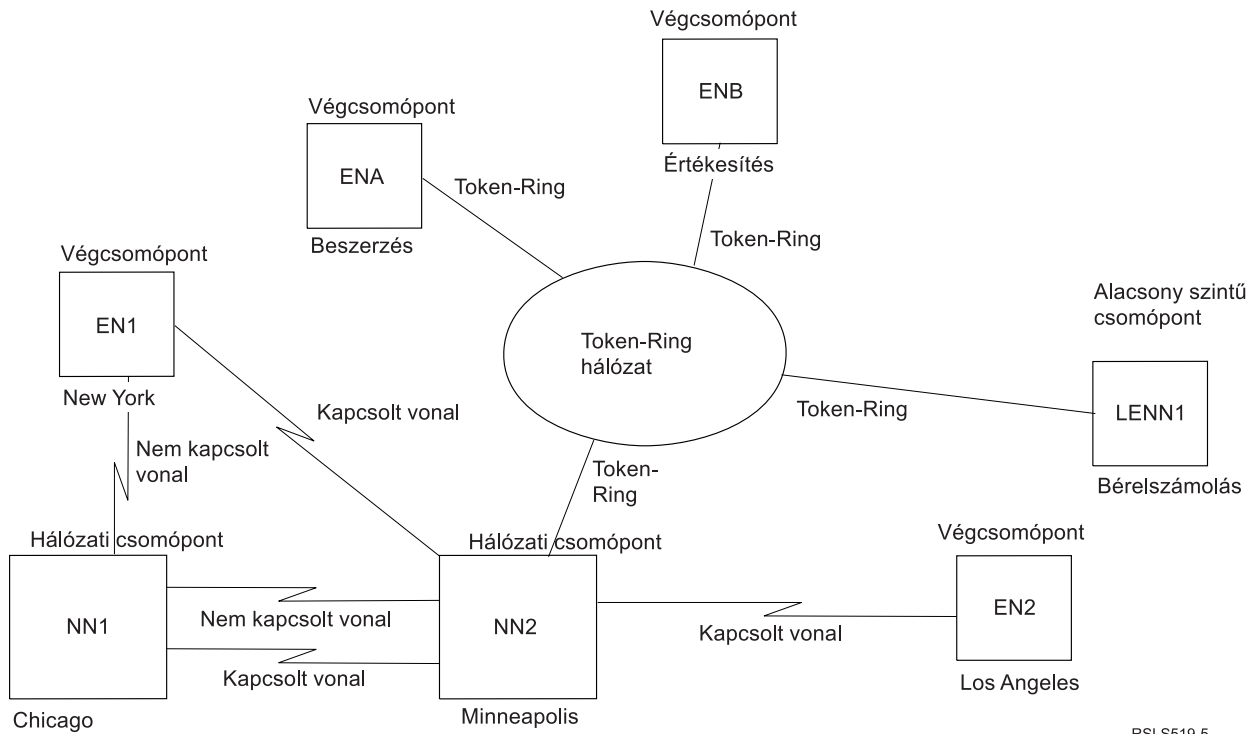 Végcsomópont
ENB
Értékesítés
Végcsomópont
ENA
Beszerzés
Token-Ring
Token-Ring
Végcsomópont
EN1
New York
Token-Ring
hálózat
Alacsony szintű
csomópont
LENN1
Bérelszámolás
Token-Ring
Kapcsolt vonal
Nem kapcsolt
vonal
Token-
Ring
Hálózati csomópont
NN1
Chicago
Nem kapcsolt vonal
Kapcsolt vonal
Hálózati csomópont
NN2
Minneapolis
Kapcsolt vonal
Végcsomópont
EN2
Los Angeles
RSLS519-5